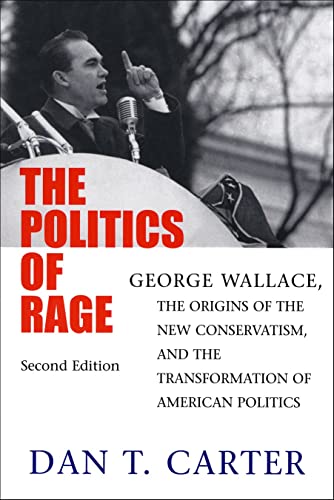 THE
POLITICS
OF
RAGE
Second Edition
GEORGE WALLACE,
THE ORIGINS OF THE
NEW CONSERVATISM,
AND THE
TRANSFORMATION OF
AMERICAN POLITICS
DAN T. CARTER